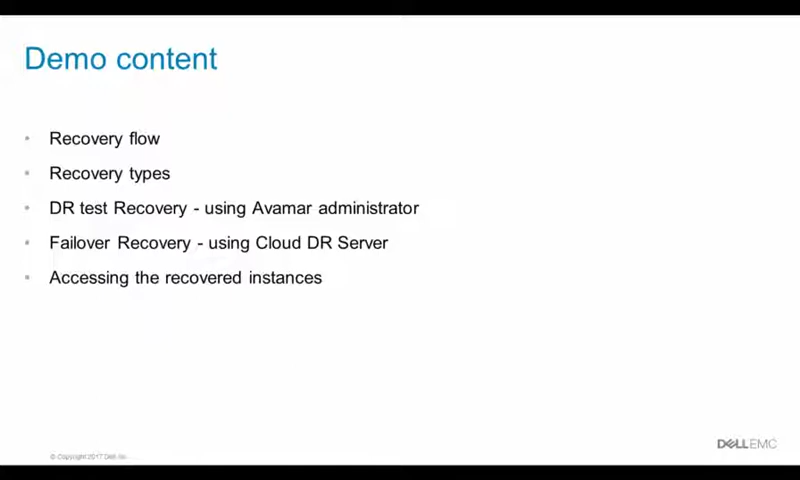 Demo content
Recovery flow
Recovery types
DR test Recovery - using Avamar administrator
Failover Recovery - using Cloud DR Server
Accessing the recovered instances
DELLEMC
© Copyright 2017 Dell